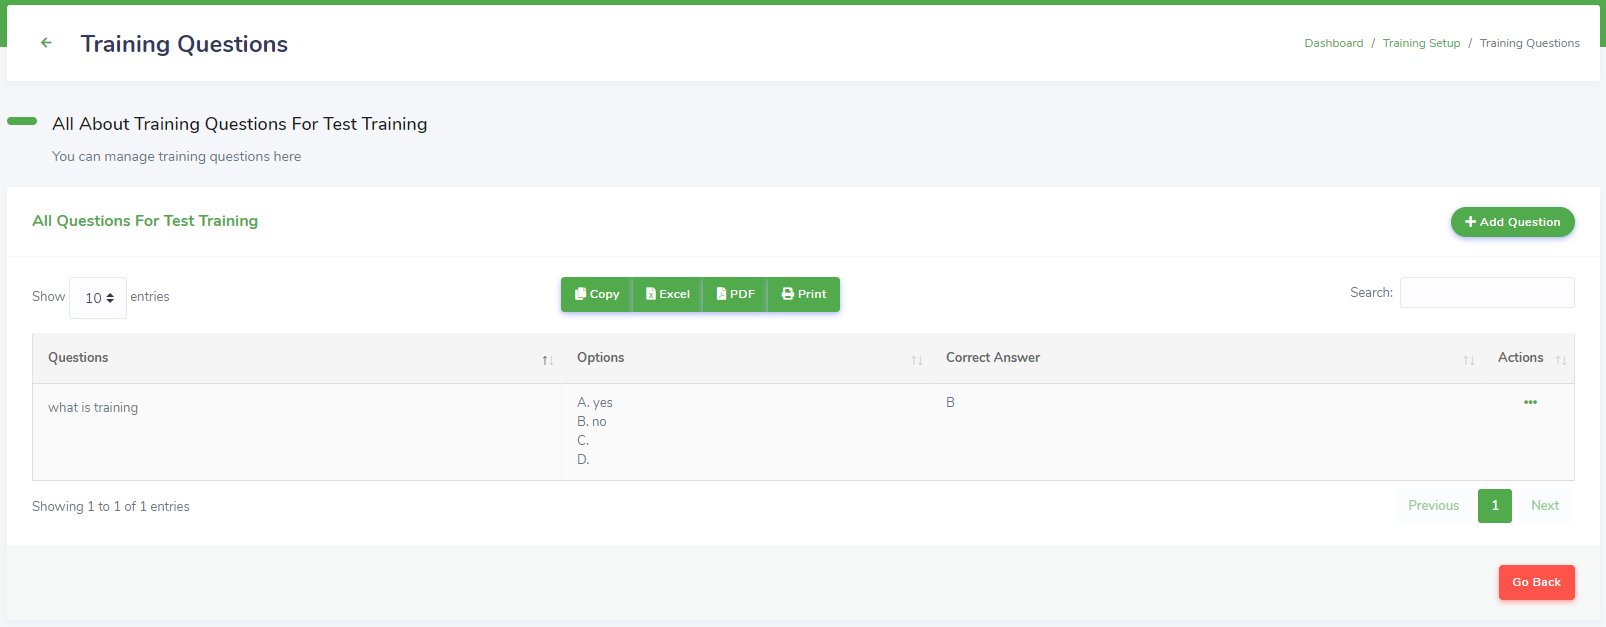 Training Questions
Dashboard / Training Setup / Training Questions
All About Training Questions For Test Training
You can manage training questions here
All Questions For Test Training
Add Question
Show 10 entries
Copy Excel PDF Print
Search:
Questions Options Correct Answer Actions
what is training
A. yes
B. no
C.
D.
B
Showing 1 to 1 of 1 entries
Previous 1 Next
Go Back